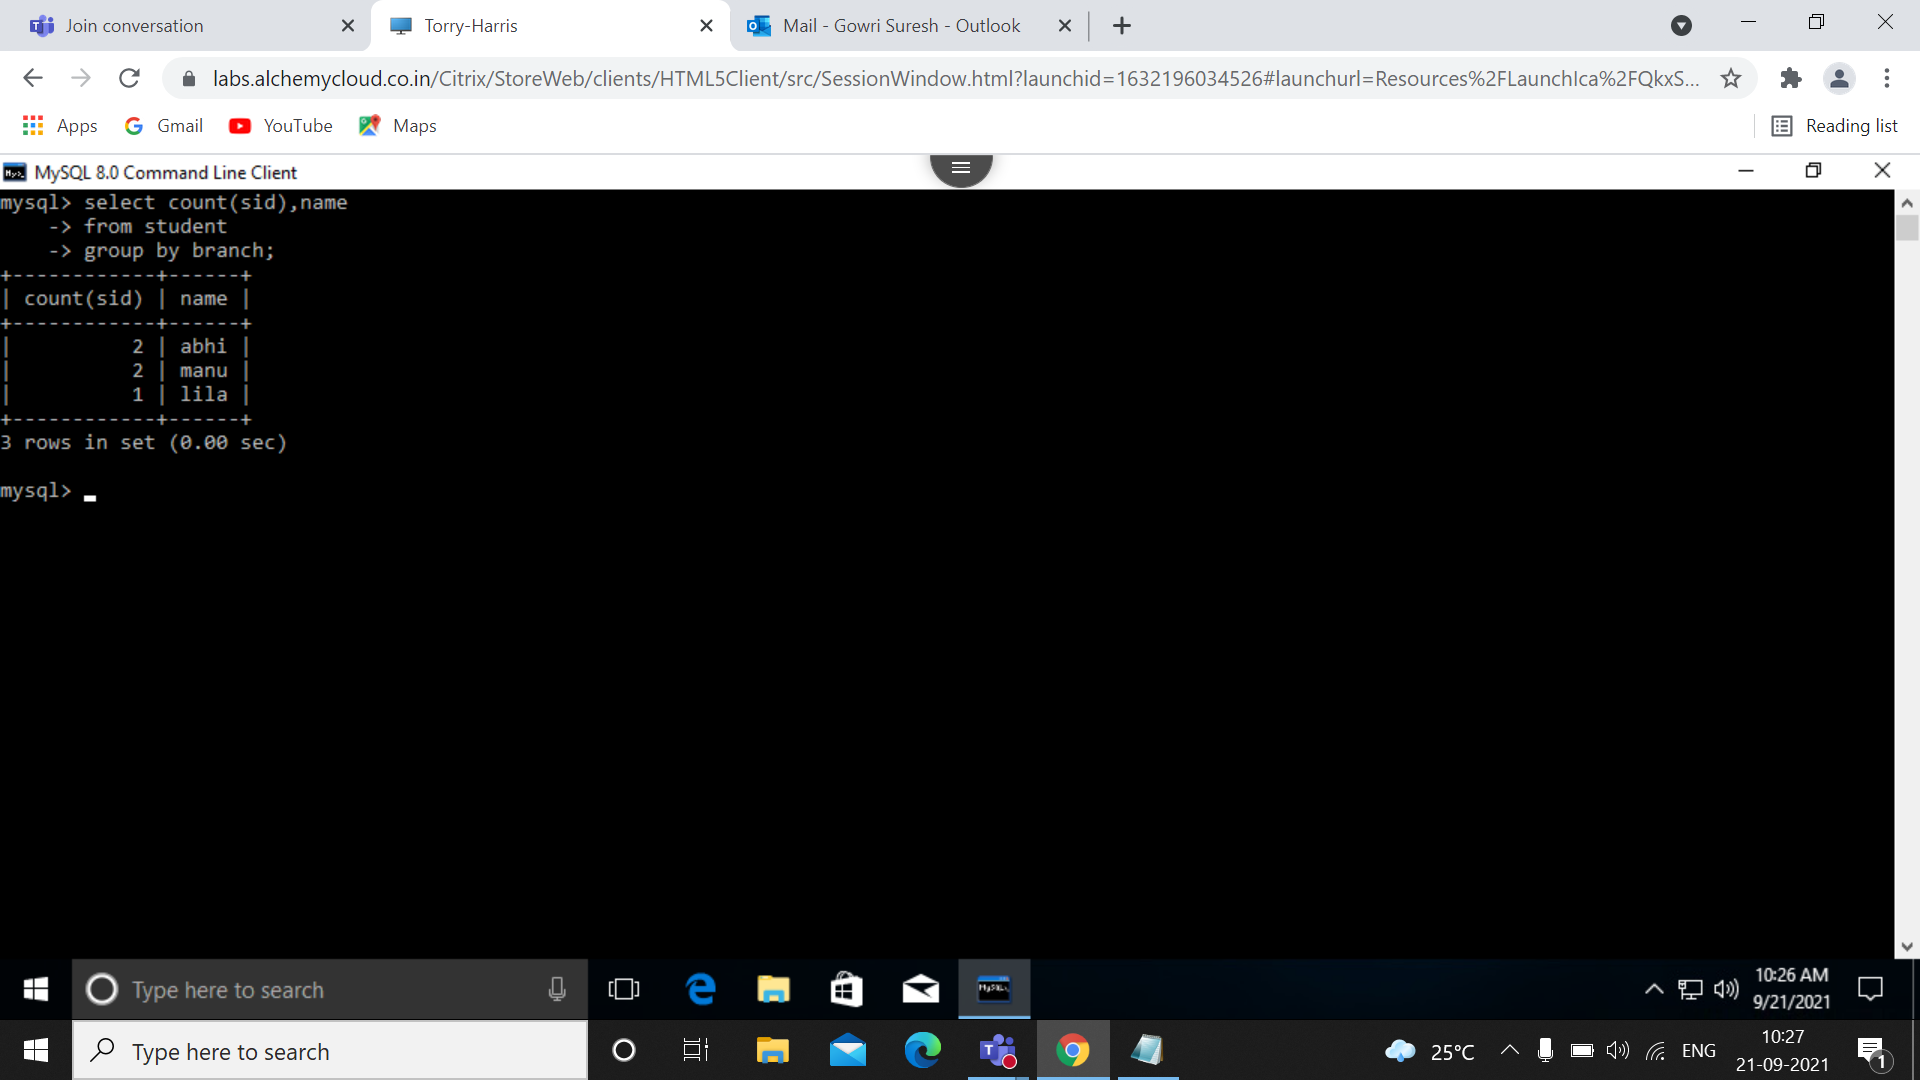 Join conversation
Torry-Harris
Mail - Gowri Suresh - Outlook
labs.alchemycloud.co.in/Citrix/StoreWeb/clients/HTML5Client/src/SessionWindow.html?launchid=1632196034526#launchurl=Resources%2FLaunchIca%2FQkxS...
Apps
Gmail
YouTube
Maps
Reading list
MySQL 8.0 Command Line Client
mysql> select count(sid),name
    -> from student
    -> group by branch;
+------------+------+
| count(sid) | name |
+------------+------+
|          2 | abhi |
|          2 | manu |
|          1 | lila |
+------------+------+
3 rows in set (0.00 sec)
mysql> _
Type here to search
10:26 AM
9/21/2021
Type here to search
25°C
ENG
10:27
21-09-2021
1